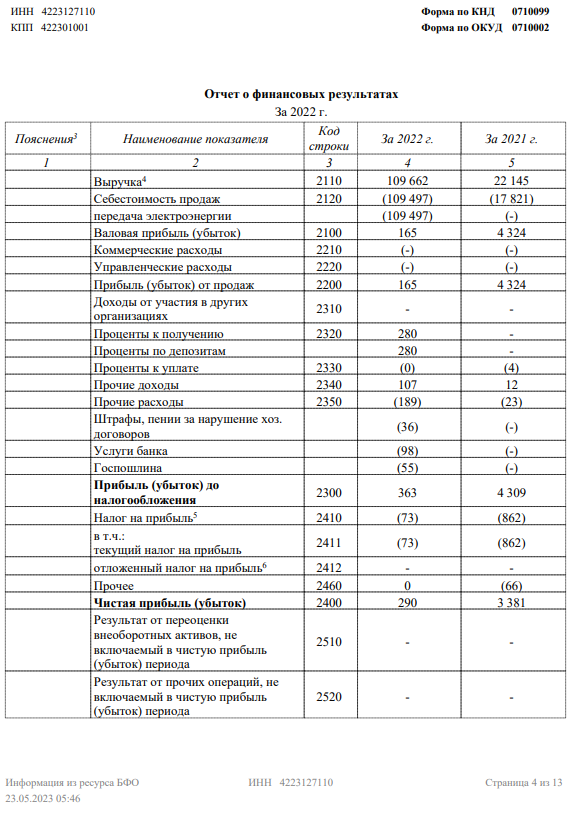 ИНН 4223127110 Форма по КНД 0710099
КПП 422301001 Форма по ОКУД 0710002
Отчет о финансовых результатах
За 2022 г.
Пояснения3 Наименование показателя Код строки За 2022 г. За 2021 г.
1 2 3 4 5
Выручка4 2110 109 662 22 145
Себестоимость продаж 2120 (109 497) (17 821)
передача электроэнергии (109 497) (-)
Валовая прибыль (убыток) 2100 165 4 324
Коммерческие расходы 2210 (-) (-)
Управленческие расходы 2220 (-) (-)
Прибыль (убыток) от продаж 2200 165 4 324
Доходы от участия в других
организациях 2310 - -
Проценты к получению 2320 280 -
Проценты по депозитам 280 -
Проценты к уплате 2330 (0) (4)
Прочие доходы 2340 107 12
Прочие расходы 2350 (189) (23)
Штрафы, пении за нарушение хоз.
договоров (36) (-)
Услуги банка (98) (-)
Госпошлина (55) (-)
Прибыль (убыток) до
налогообложения 2300 363 4 309
Налог на прибыль5 2410 (73) (862)
в т.ч.:
текущий налог на прибыль 2411 (73) (862)
отложенный налог на прибыль6 2412 - -
Прочее 2460 0 (66)
Чистая прибыль (убыток) 2400 290 3 381
Результат от переоценки
внеоборотных активов, не
включаемый в чистую прибыль
(убыток) периода 2510 - -
Результат от прочих операций, не
включаемый в чистую прибыль
(убыток) периода 2520 - -
Информация из ресурса БФО ИНН 4223127110 Страница 4 из 13
23.05.2023 05:46